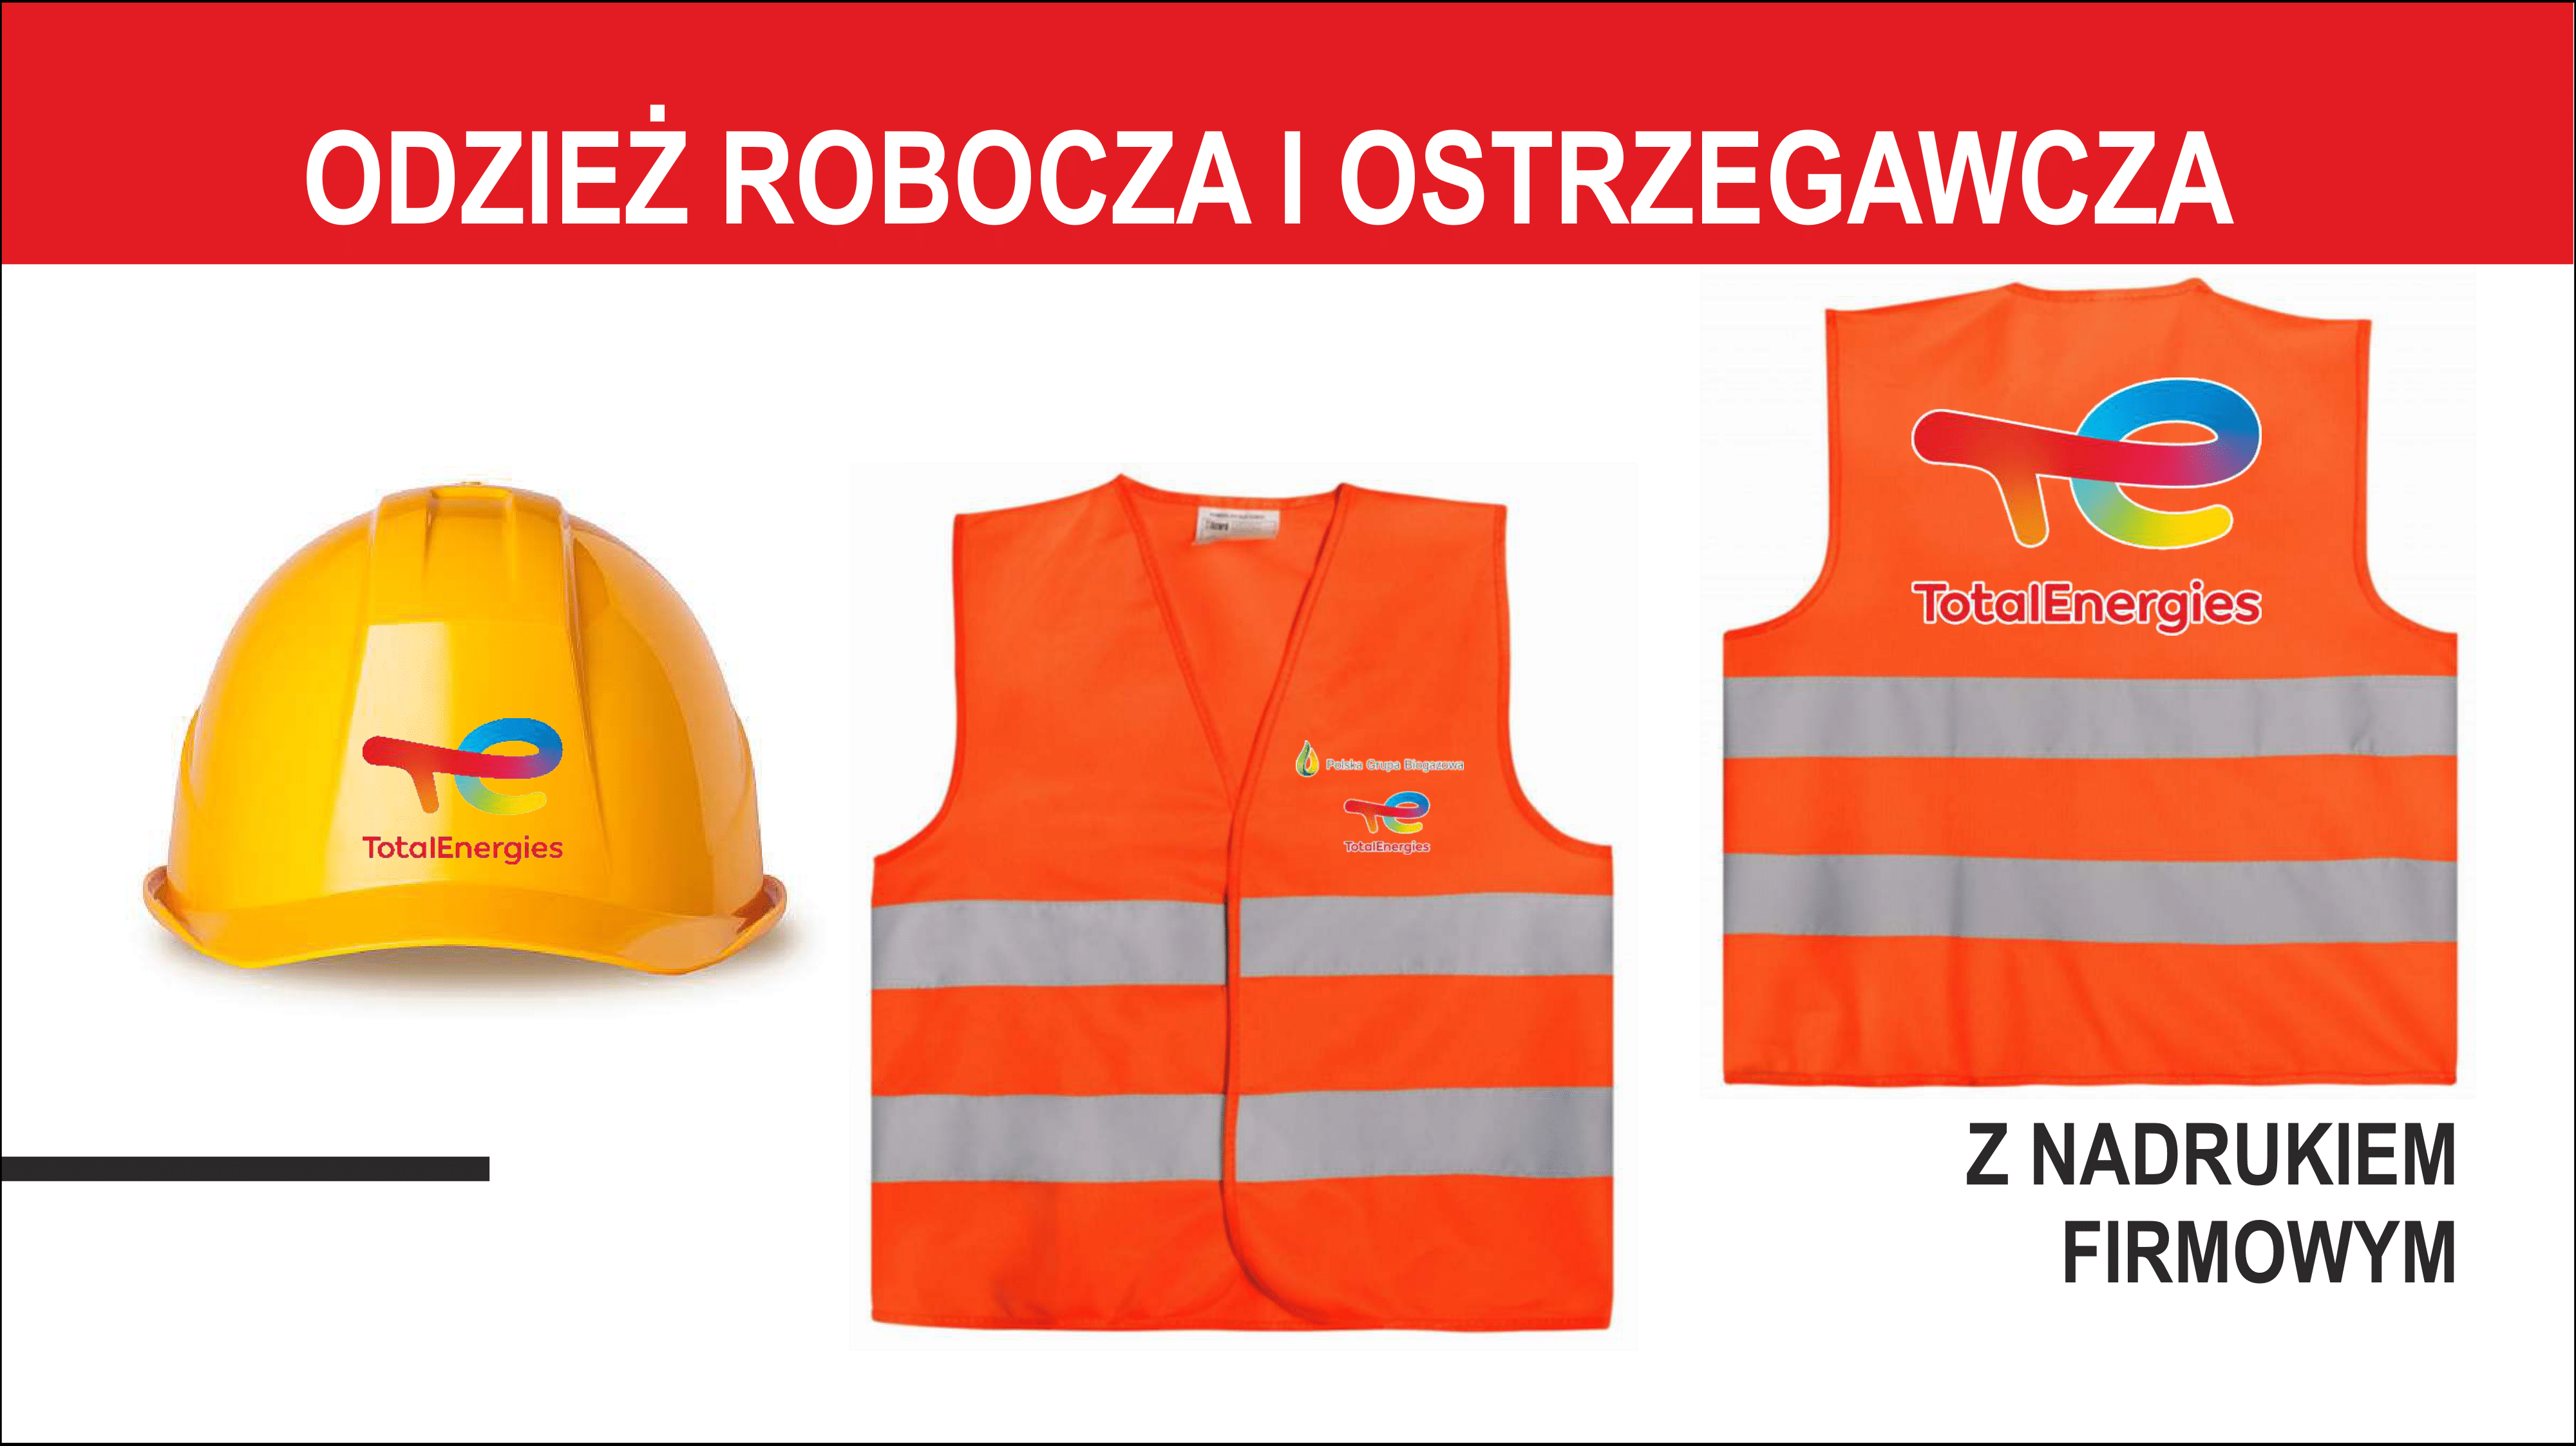 ODZIEŻ ROBOCZA I OSTRZEGAWCZA
TotalEnergies
Polska Grupa Biogazowa
TotalEnergies
TotalEnergies
Z NADRUKIEM
FIRMOWYM